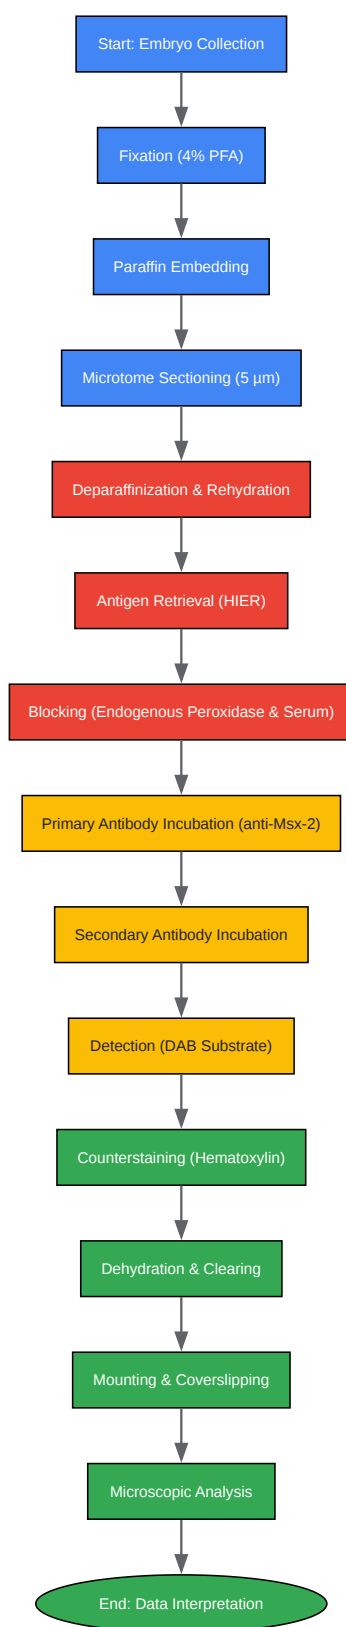 Start: Embryo Collection
Fixation (4% PFA)
Paraffin Embedding
Microtome Sectioning (5 µm)
Deparaffinization & Rehydration
Antigen Retrieval (HIER)
Blocking (Endogenous Peroxidase & Serum)
Primary Antibody Incubation (anti-Msx-2)
Secondary Antibody Incubation
Detection (DAB Substrate)
Counterstaining (Hematoxylin)
Dehydration & Clearing
Mounting & Coverslipping
Microscopic Analysis
End: Data Interpretation